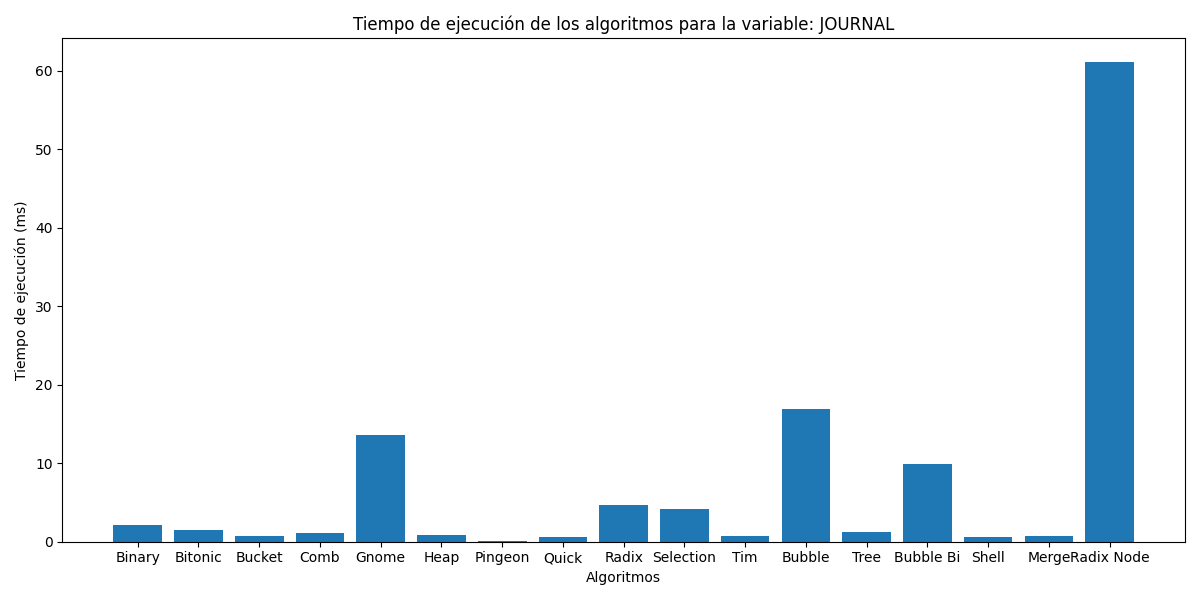 Tiempo de ejecución de los algoritmos para la variable: JOURNAL
Tiempo de ejecución (ms)
60
50
40
30
20
10
0
Binary Bitonic Bucket Comb Gnome Heap Pingeon Quick Radix Selection Tim Bubble Tree Bubble Bi Shell Merge Radix Node
Algoritmos